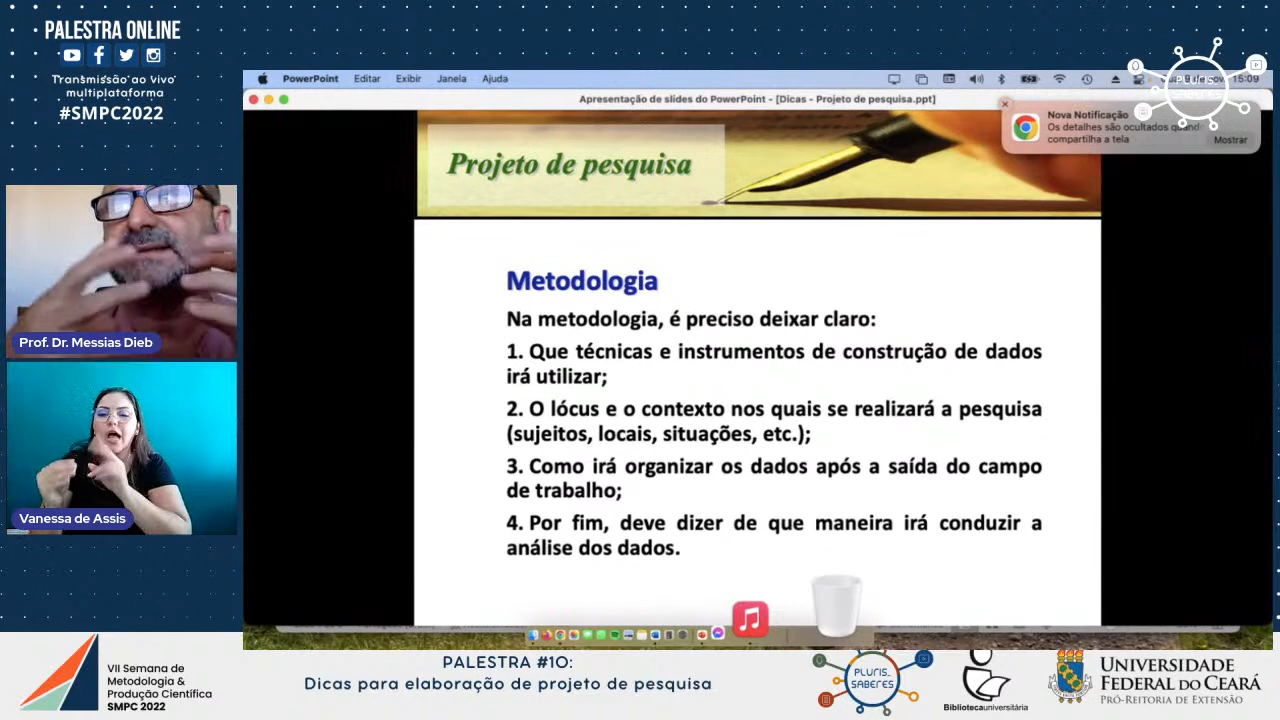 PALESTRA ONLINE
Transmissão ao vivo
multiplataforma
#SMPC2022
PowerPoint Editar Exibir Janela Ajuda
15:09
Apresentação de slides do PowerPoint - [Dicas - Projeto de pesquisa.ppt]
PLURIS_
Nova Notificação
Os detalhes são ocultados quand
compartilha a tela
Mostrar
Projeto de pesquisa
Metodologia
Na metodologia, é preciso deixar claro:
1. Que técnicas e instrumentos de construção de dados
irá utilizar;
2. O lócus e o contexto nos quais se realizará a pesquisa
(sujeitos, locais, situações, etc.);
3. Como irá organizar os dados após a saída do campo
de trabalho;
4. Por fim, deve dizer de que maneira irá conduzir a
análise dos dados.
Prof. Dr. Messias Dieb
Vanessa de Assis
VII Semana de
Metodologia &
Produção Científica
SMPC 2022
PALESTRA #10:
Dicas para elaboração de projeto de pesquisa
PLURIS_
SABERES
Bibliotecauniversitária
UNIVERSIDADE
FEDERAL DO CEARÁ
PRÓ-REITORIA DE EXTENSÃO